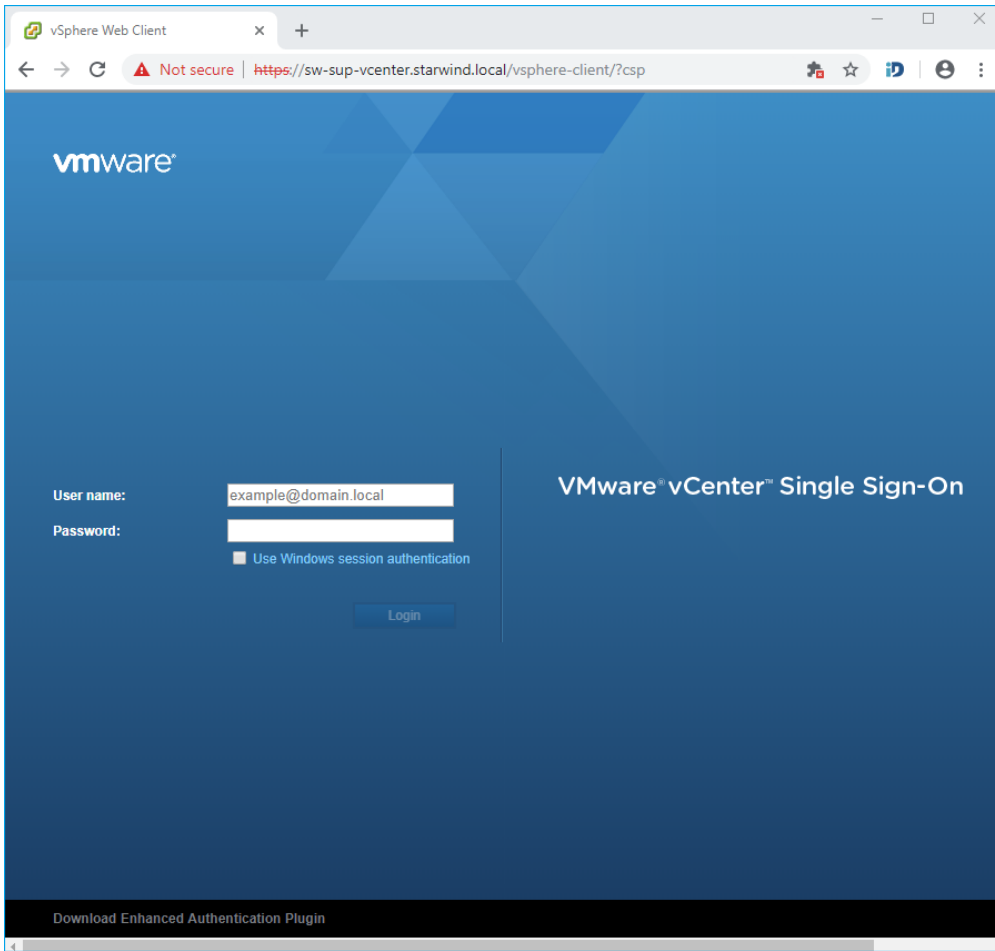 vSphere Web Client
Not secure | https://sw-sup-vcenter.starwind.local/vsphere-client/?csp
vmware®
User name: example@domain.local
VMware® vCenter™ Single Sign-On
Password:
Use Windows session authentication
Login
Download Enhanced Authentication Plugin